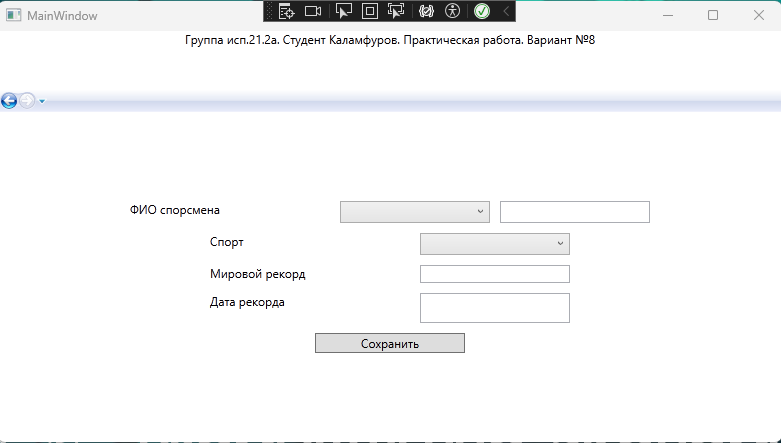 MainWindow
Группа исп.21.2а. Студент Каламфуров. Практическая работа. Вариант №8
ФИО спорсмена
Спорт
Мировой рекорд
Дата рекорда
Сохранить